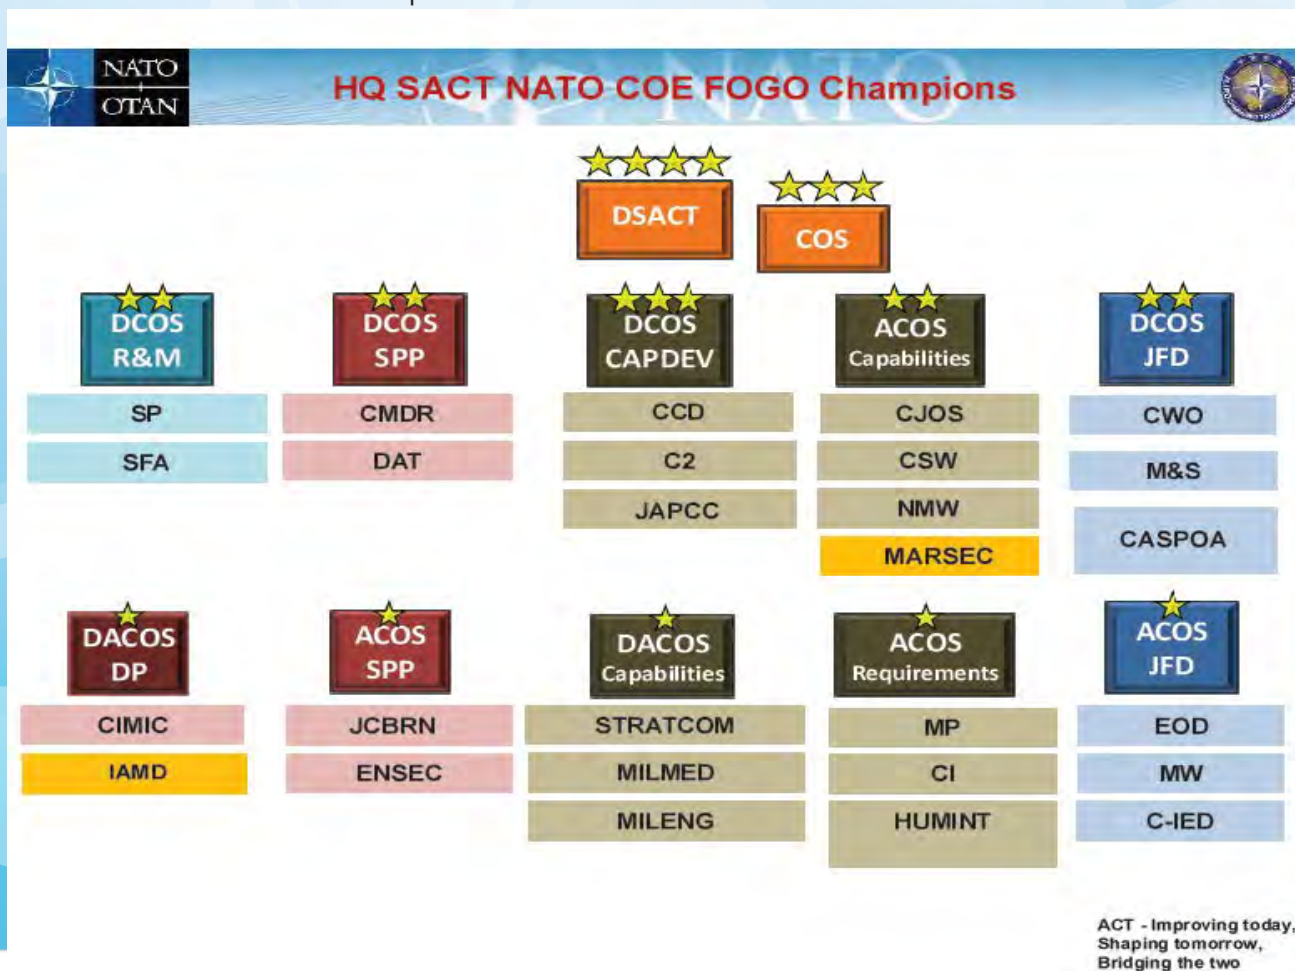 NATO
OTAN
HQ SACT NATO COE FOGO Champions
DSACT
COS
DCOS
R&M
DCOS
SPP
DCOS
CAPDEV
ACOS
Capabilities
DCOS
JFD
SP
CMDR
CCD
CJOS
CWO
SFA
DAT
C2
CSW
M&S
JAPCC
NMW
CASPOA
MARSEC
DACOS
DP
ACOS
SPP
DACOS
Capabilities
ACOS
Requirements
ACOS
JFD
CIMIC
JCBRN
STRATCOM
MP
EOD
IAMD
ENSEC
MILMED
CI
MW
MILENG
HUMINT
C-IED
ACT - Improving today,
Shaping tomorrow,
Bridging the two